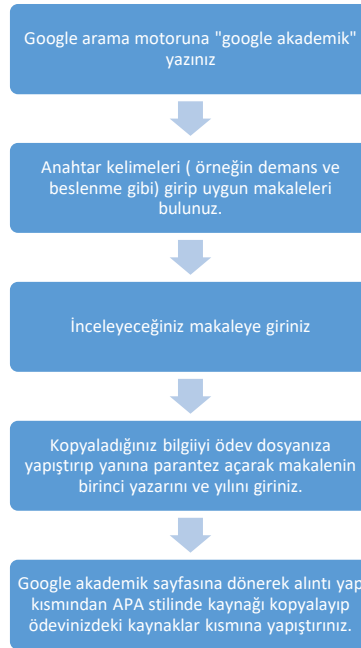 Google arama motoruna "google akademik"
yazınız
Anahtar kelimeleri ( örneğin demans ve
beslenme gibi) girip uygun makaleleri
bulunuz.
İnceleyeceğiniz makaleye giriniz
Kopyaladığınız bilgiiyi ödev dosyanıza
yapıştırıp yanına parantez açarak makalenin
birinci yazarını ve yılını giriniz.
Google akademik sayfasına dönerek alıntı yap
kısmından APA stilinde kaynağı kopyalayıp
ödevinizdeki kaynaklar kısmına yapıştırınız.